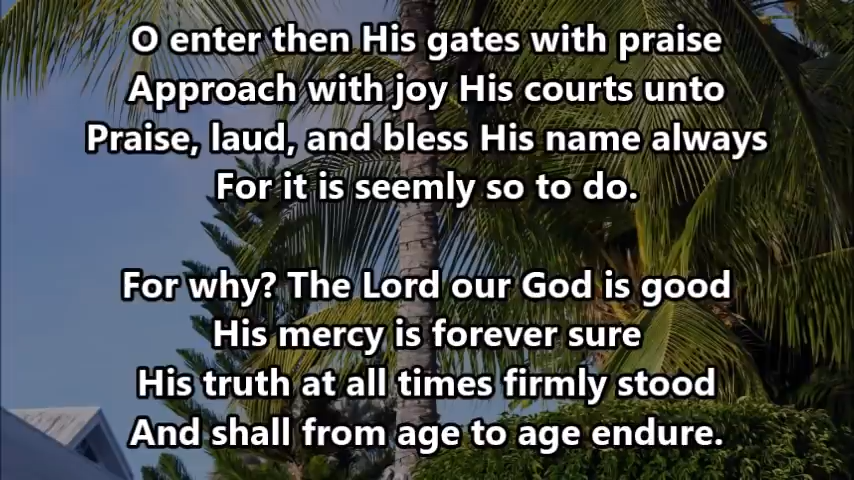 O enter then His gates with praise
Approach with joy His courts unto
Praise, laud, and bless His name always
For it is seemly so to do.
For why? The Lord our God is good
His mercy is forever sure
His truth at all times firmly stood
And shall from age to age endure.